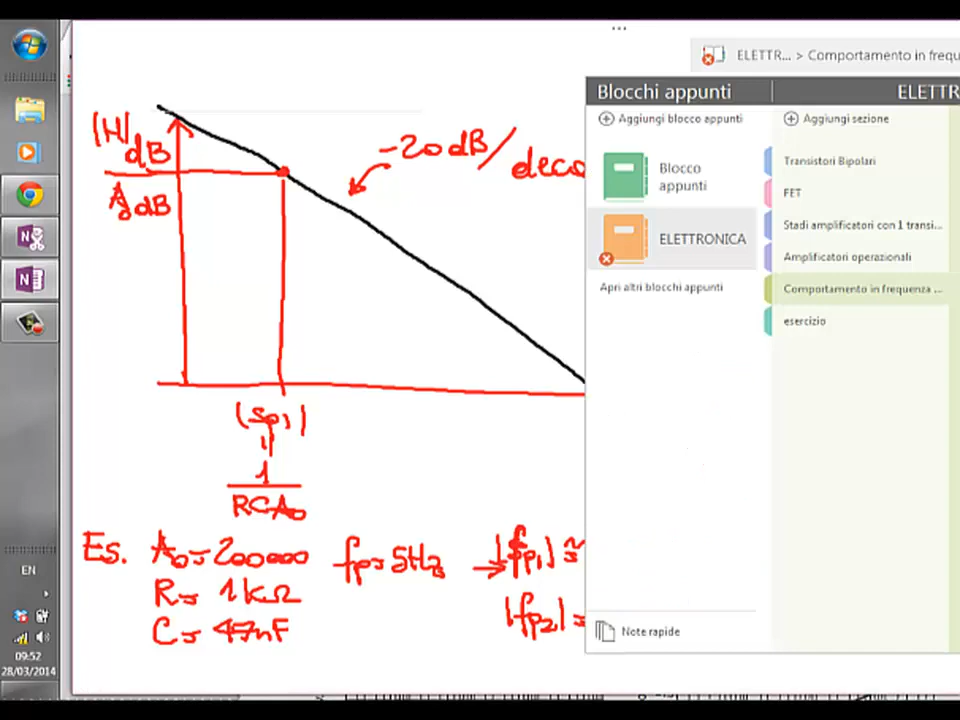 ...
ELETTR... > Comportamento in frequ
Blocchi appunti
ELETTR
Aggiungi blocco appunti
Aggiungi sezione
Blocco
appunti
ELETTRONICA
Apri altri blocchi appunti
Transistori Bipolari
FET
Stadi amplificatori con 1 transi...
Amplificatori operazionali
Comportamento in frequenza ...
esercizio
Note rapide
|H|dB
A0dB
-20dB/deca
|sp1|
1
RCA0
Es. A0=200000 fp=5Hz → |fp1|≈
R= 1kΩ |fp2|=
C= 47nF
EN
09:52
28/03/2014